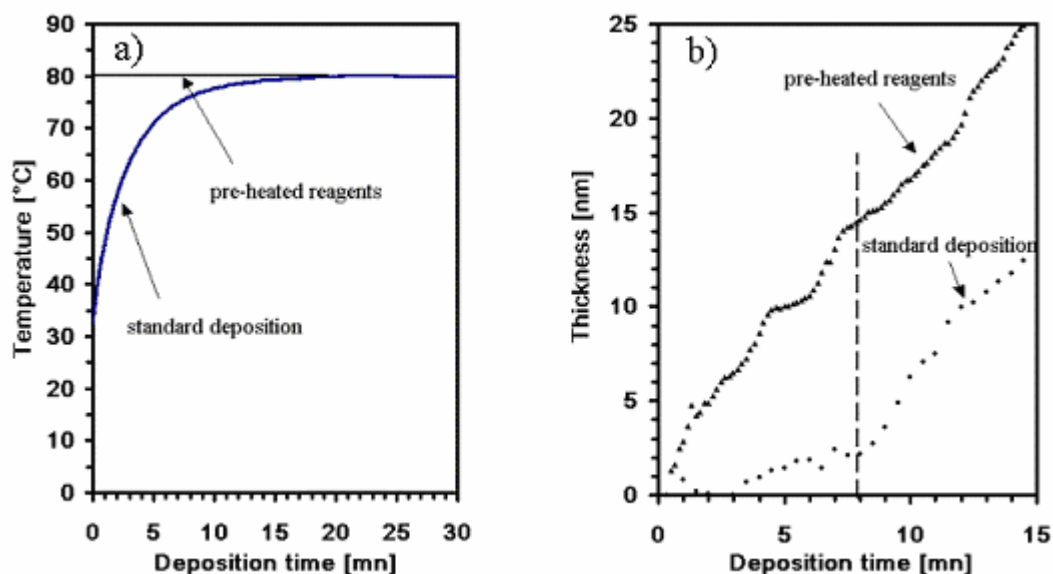 a)
Temperature [°C]
90
80
70
60
50
40
30
20
10
0
pre-heated reagents
standard deposition
0 5 10 15 20 25 30
Deposition time [mn]
b)
Thickness [nm]
25
20
15
10
5
0
pre-heated reagents
standard deposition
0 5 10 15
Deposition time [mn]